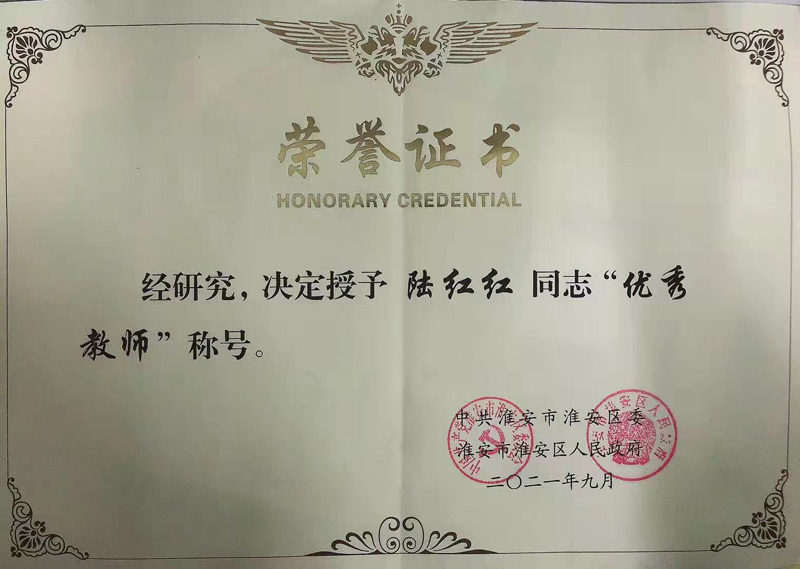 荣誉证书
HONORARY CREDENTIAL
经研究，决定授予 陆红红 同志“优秀
教师”称号。
中共淮安市淮安区委
淮安市淮安区人民政府
二〇二一年九月